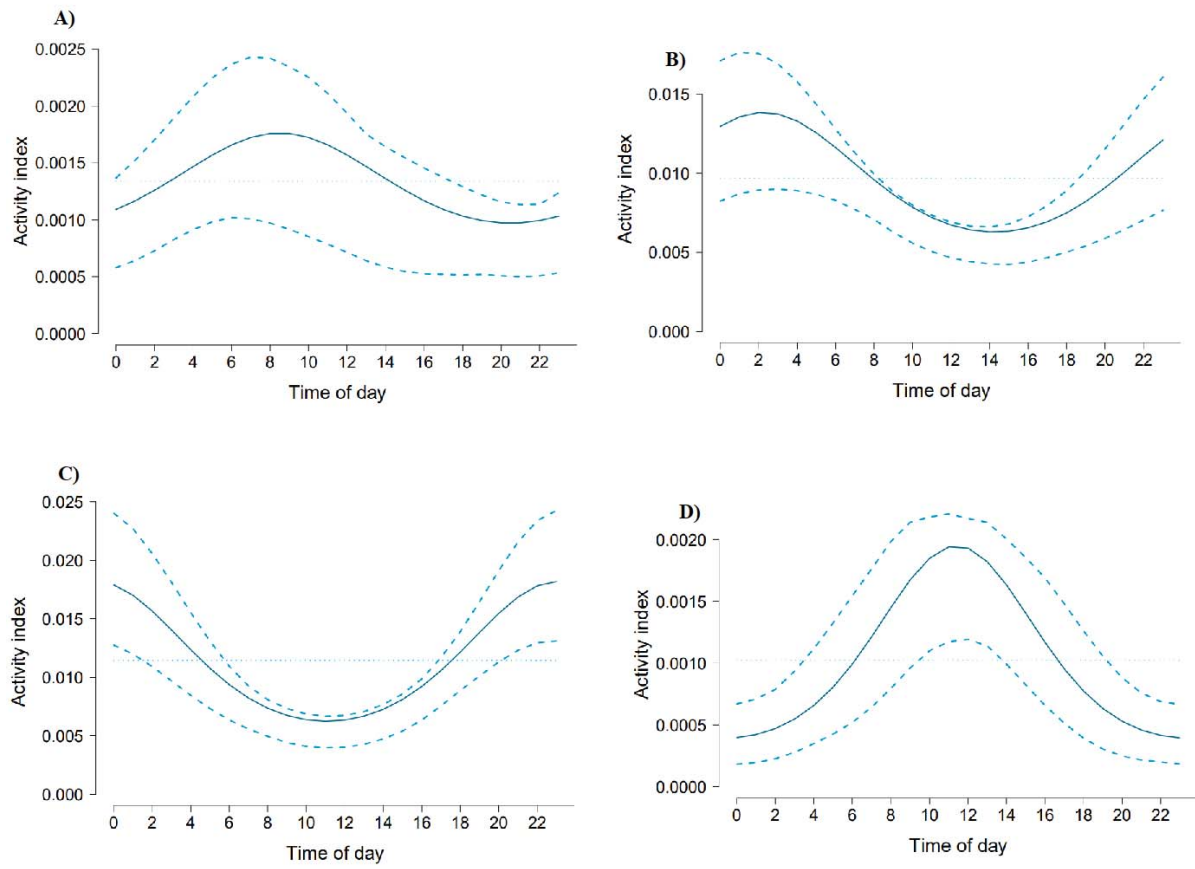 A)
0.0025
0.0020
0.0015
0.0010
0.0005
0.0000
Activity index
0 2 4 6 8 10 12 14 16 18 20 22
Time of day
B)
0.015
0.010
0.005
0.000
Activity index
0 2 4 6 8 10 12 14 16 18 20 22
Time of day
C)
0.025
0.020
0.015
0.010
0.005
0.000
Activity index
0 2 4 6 8 10 12 14 16 18 20 22
Time of day
D)
0.0020
0.0015
0.0010
0.0005
0.0000
Activity index
0 2 4 6 8 10 12 14 16 18 20 22
Time of day